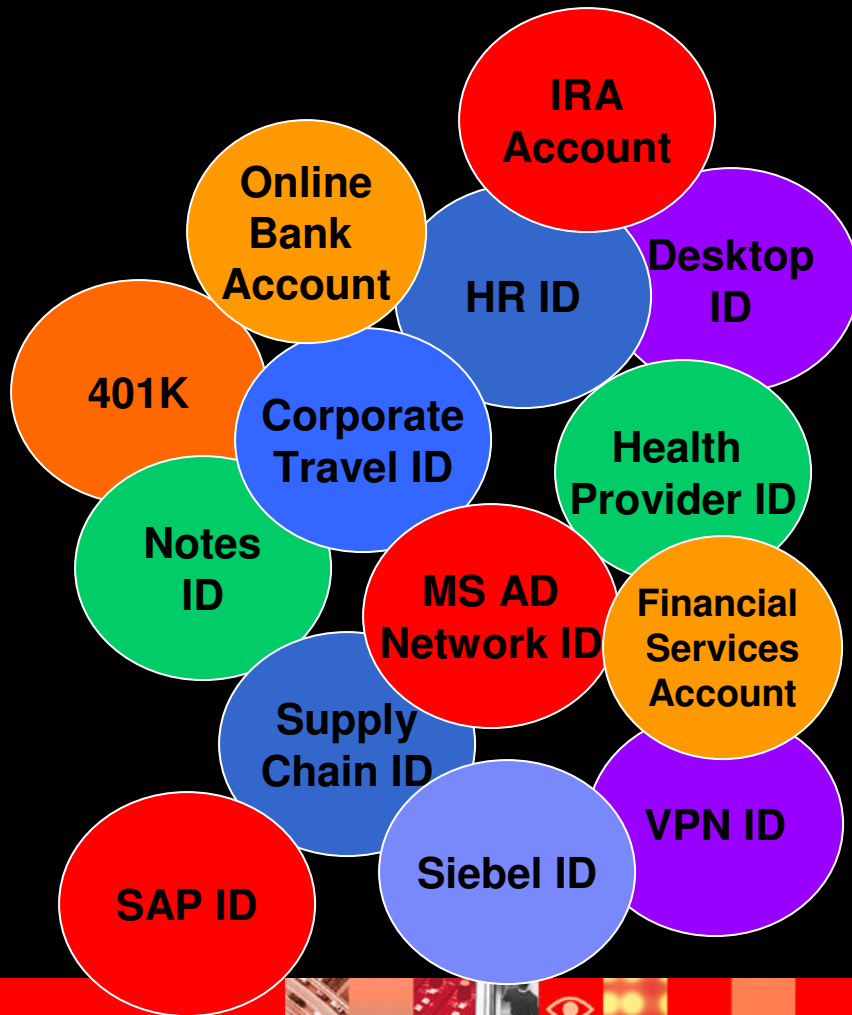 IRA
Account
Online
Bank
Account
Desktop
ID
HR ID
401K
Corporate
Travel ID
Health
Provider ID
Notes
ID
MS AD
Network ID
Financial
Services
Account
Supply
Chain ID
VPN ID
Siebel ID
SAP ID